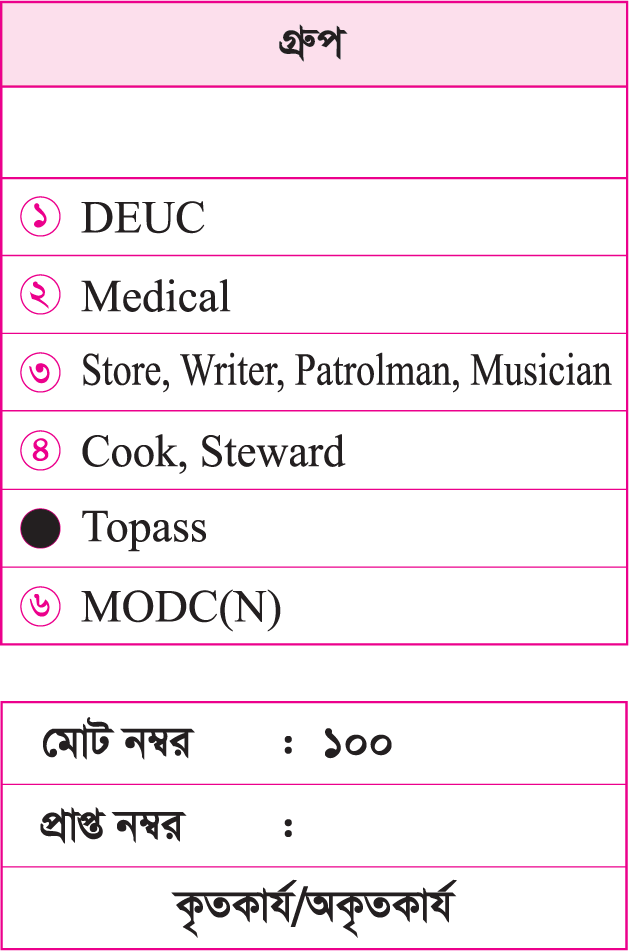 গ্রুপ
১ DEUC
২ Medical
৩ Store, Writer, Patrolman, Musician
৪ Cook, Steward
Topass
৬ MODC(N)
মোট নম্বর : ১০০
প্রাপ্ত নম্বর :
কৃতকার্য/অকৃতকার্য